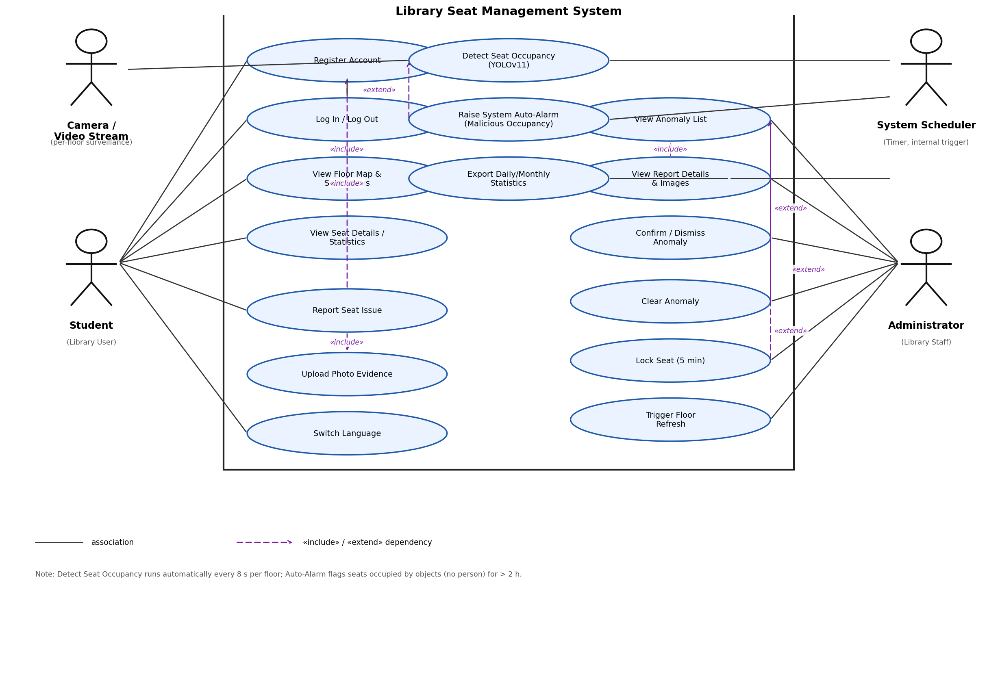 Library Seat Management System
Register Account
Detect Seat Occupancy
(YOLOv11)
«extend»
Camera /
Video Stream
(per-floor surveillance)
Log In / Log Out
Raise System Auto-Alarm
(Malicious Occupancy)
View Anomaly List
System Scheduler
(Timer, internal trigger)
«include»
«include»
View Floor Map &
«include»
Export Daily/Monthly
Statistics
View Report Details
& Images
«extend»
View Seat Details /
Statistics
Confirm / Dismiss
Anomaly
«extend»
Student
(Library User)
Report Seat Issue
Clear Anomaly
Administrator
(Library Staff)
«extend»
«include»
Lock Seat (5 min)
Upload Photo Evidence
Trigger Floor
Refresh
Switch Language
association
«include» / «extend» dependency
Note: Detect Seat Occupancy runs automatically every 8 s per floor; Auto-Alarm flags seats occupied by objects (no person) for > 2 h.